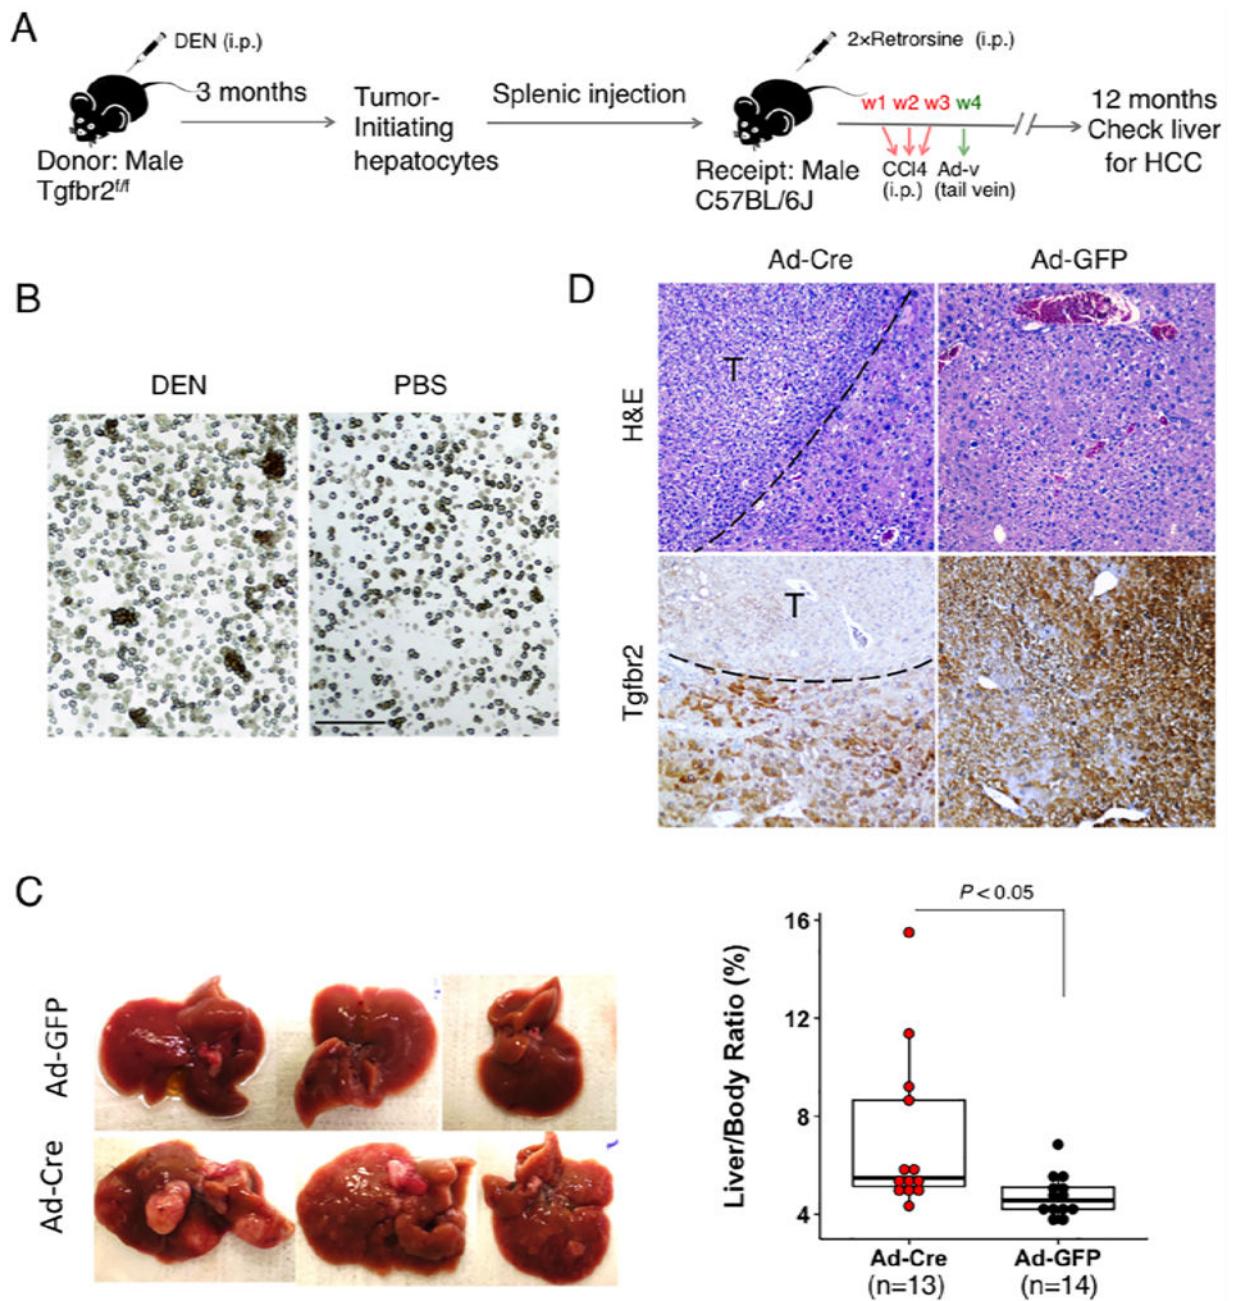 A
DEN (i.p.)
3 months
Donor: Male
Tgfbr2f/f
Tumor-
Initiating
hepatocytes
Splenic injection
2×Retrorsine (i.p.)
Receipt: Male
C57BL/6J
w1 w2 w3 w4
CCl4
(i.p.)
Ad-v
(tail vein)
12 months
Check liver
for HCC
B
DEN
PBS
D
Ad-Cre
Ad-GFP
H&E
T
Tgfbr2
T
C
Ad-GFP
Ad-Cre
P < 0.05
Liver/Body Ratio (%)
16
12
8
4
Ad-Cre
(n=13)
Ad-GFP
(n=14)